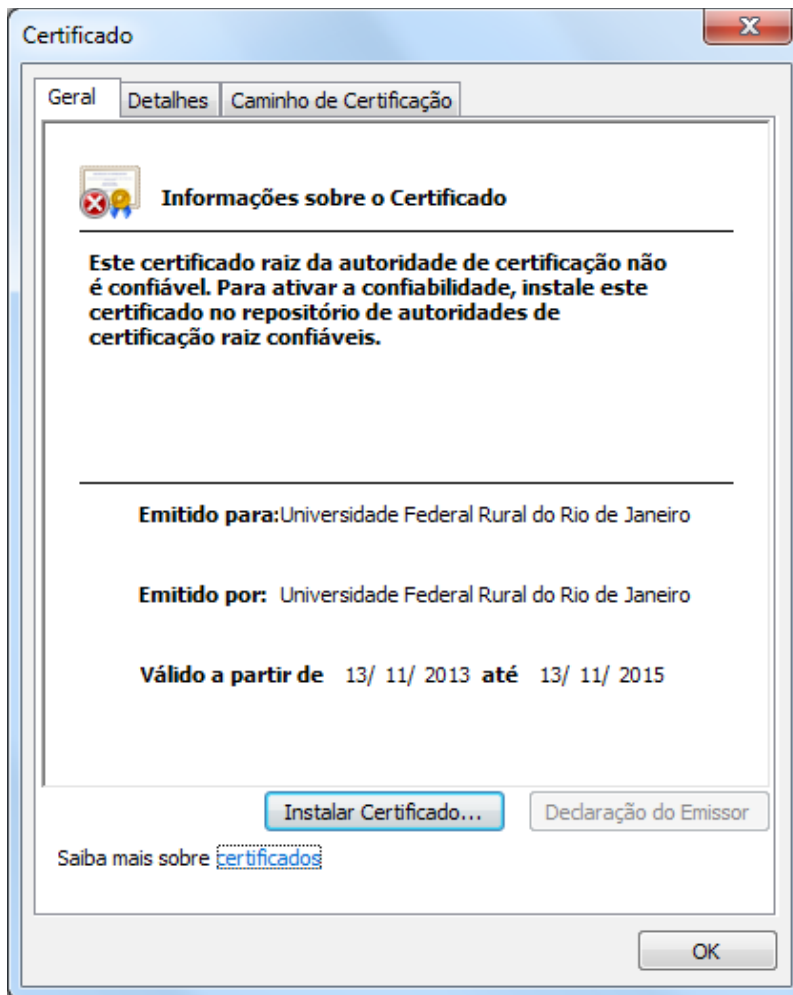 Certificado
Geral Detalhes Caminho de Certificação
Informações sobre o Certificado
Este certificado raiz da autoridade de certificação não
é confiável. Para ativar a confiabilidade, instale este
certificado no repositório de autoridades de
certificação raiz confiáveis.
Emitido para:Universidade Federal Rural do Rio de Janeiro
Emitido por: Universidade Federal Rural do Rio de Janeiro
Válido a partir de 13/ 11/ 2013 até 13/ 11/ 2015
Instalar Certificado... Declaração do Emissor
Saiba mais sobre certificados
OK